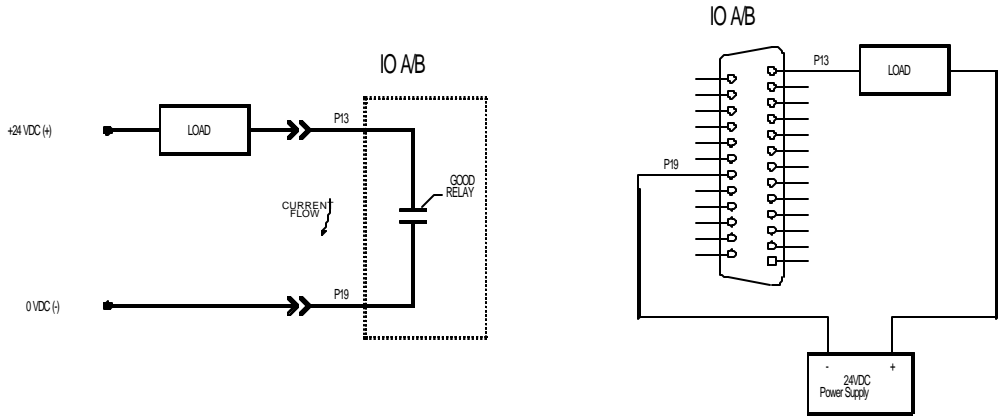 IO A/B
+24 VDC (+)
LOAD
P13
GOOD
RELAY
CURRENT
FLOW
0 VDC (-)
P19
IO A/B
P13
LOAD
P19
- +
24VDC
Power Supply